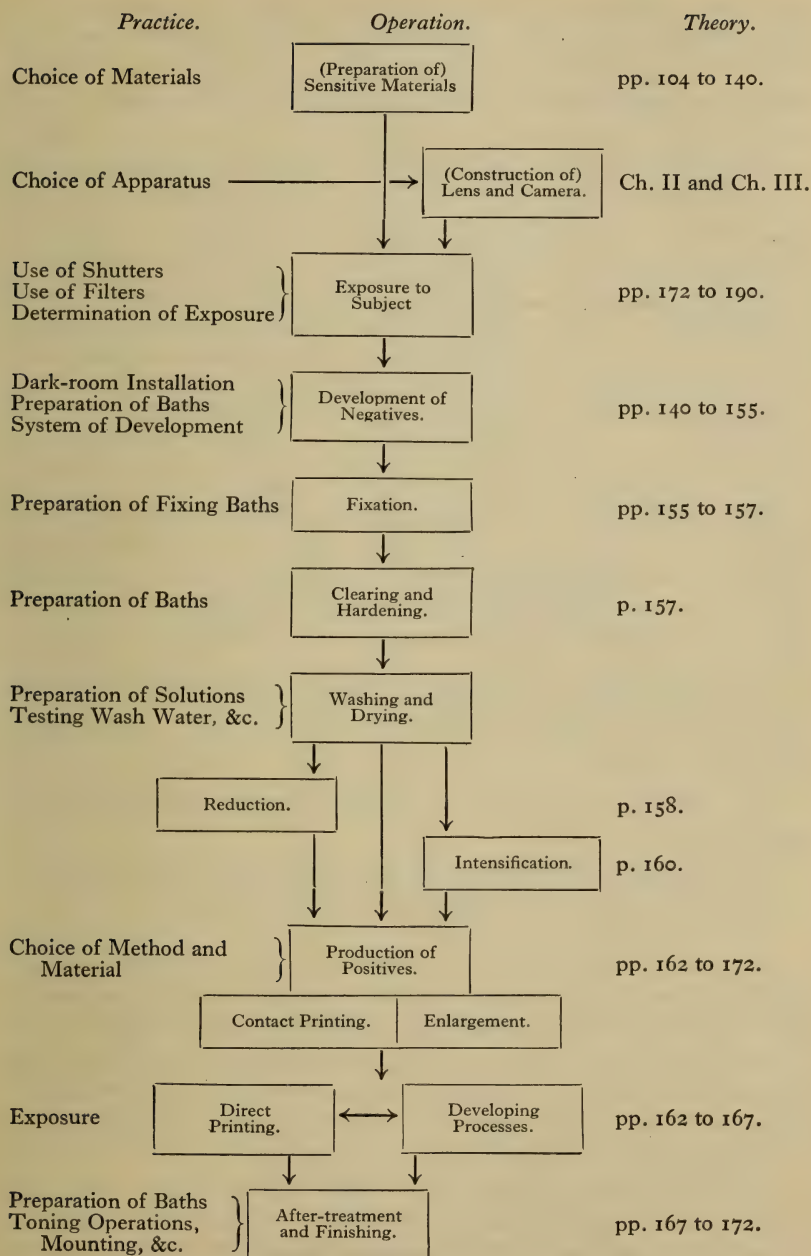 Practice. Operation. Theory.
Choice of Materials
(Preparation of)
Sensitive Materials
pp. 104 to 140.
Choice of Apparatus
(Construction of)
Lens and Camera.
Ch. II and Ch. III.
Use of Shutters
Use of Filters
Determination of Exposure
Exposure to
Subject
pp. 172 to 190.
Dark-room Installation
Preparation of Baths
System of Development
Development of
Negatives.
pp. 140 to 155.
Preparation of Fixing Baths
Fixation.
pp. 155 to 157.
Preparation of Baths
Clearing and
Hardening.
p. 157.
Preparation of Solutions
Testing Wash Water, &c.
Washing and
Drying.
Reduction.
p. 158.
Intensification.
p. 160.
Choice of Method and
Material
Production of
Positives.
pp. 162 to 172.
Contact Printing. Enlargement.
Exposure
Direct
Printing.
Developing
Processes.
pp. 162 to 167.
Preparation of Baths
Toning Operations,
Mounting, &c.
After-treatment
and Finishing.
pp. 167 to 172.